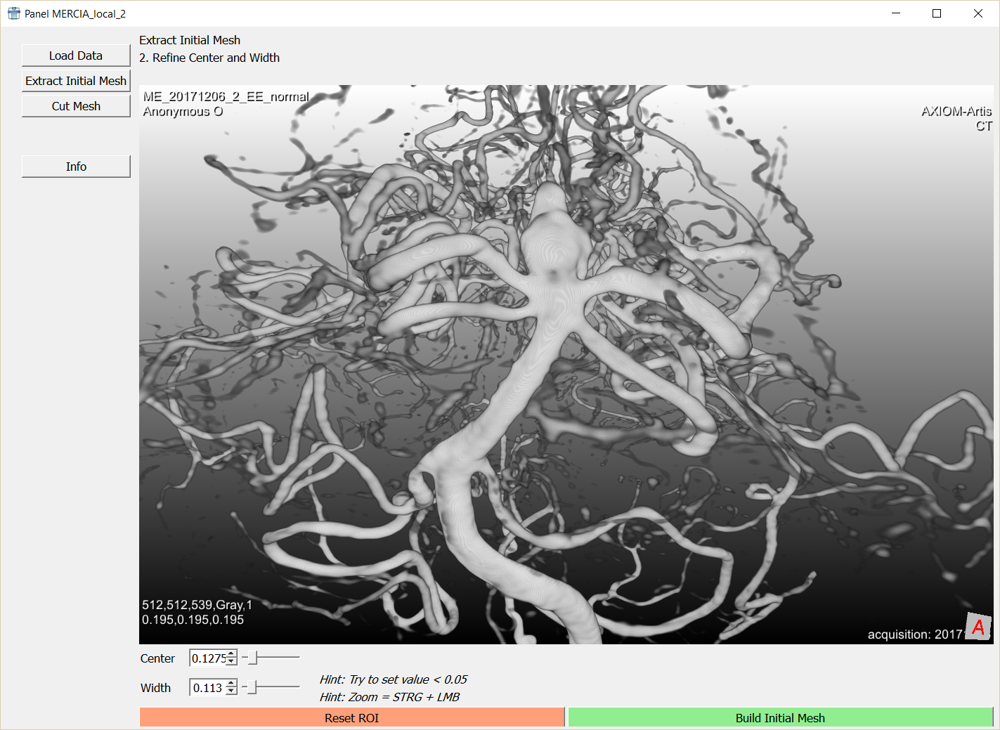 Panel MERCIA_local_2
Load Data
Extract Initial Mesh
Cut Mesh
Info
Extract Initial Mesh
2. Refine Center and Width
ME_20171206_2_EE_normal
Anonymous O
AXIOM-Artis
CT
512,512,539,Gray,1
0.195,0.195,0.195
acquisition: 2017
A
Center
0.1275
Width
0.113
Hint: Try to set value < 0.05
Hint: Zoom = STRG + LMB
Reset ROI
Build Initial Mesh